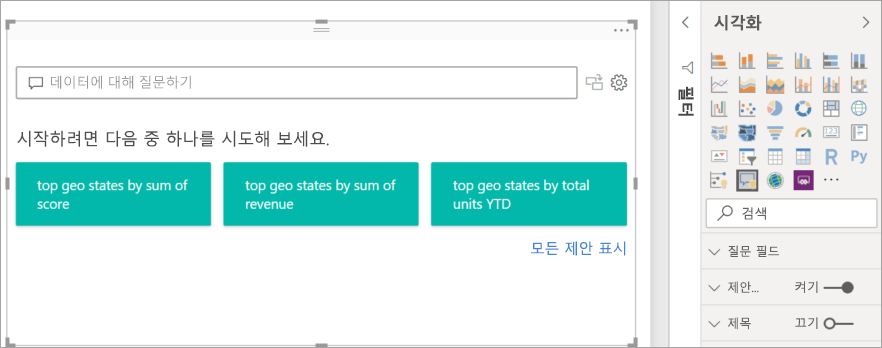 데이터에 대해 질문하기
시작하려면 다음 중 하나를 시도해 보세요.
top geo states by sum of
score
top geo states by sum of
revenue
top geo states by total
units YTD
모든 제안 표시
필터
시각화
123
R
Py
검색
질문 필드
제안...
켜기
제목
끄기